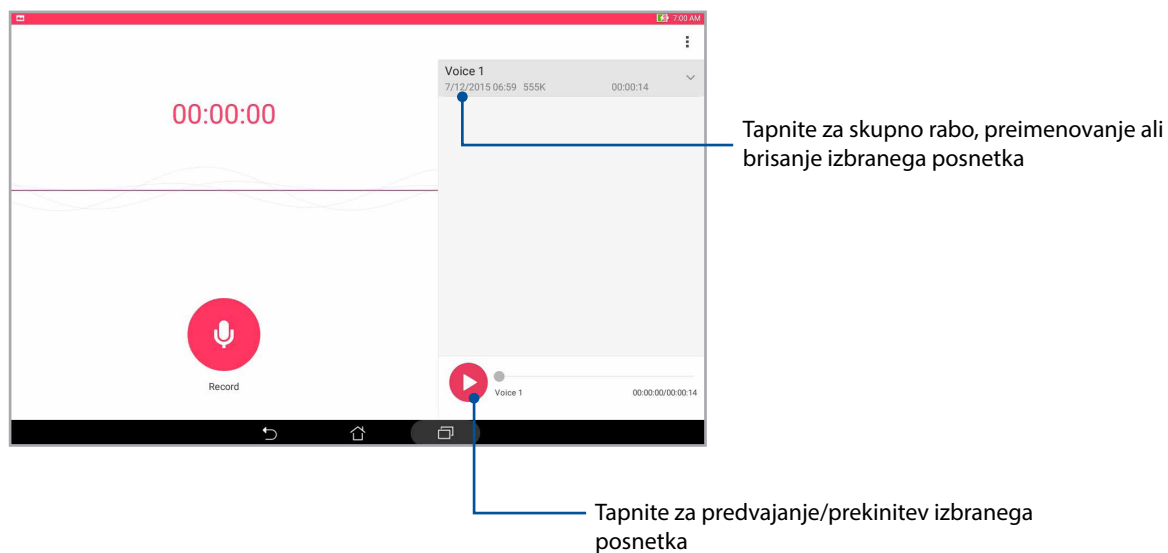 7:00 AM
Voice 1
7/12/2015 06:59 555K 00:00:14
00:00:00
Tapnite za skupno rabo, preimenovanje ali
brisanje izbranega posnetka
Record
Voice 1 00:00:00/00:00:14
Tapnite za predvajanje/prekinitev izbranega
posnetka